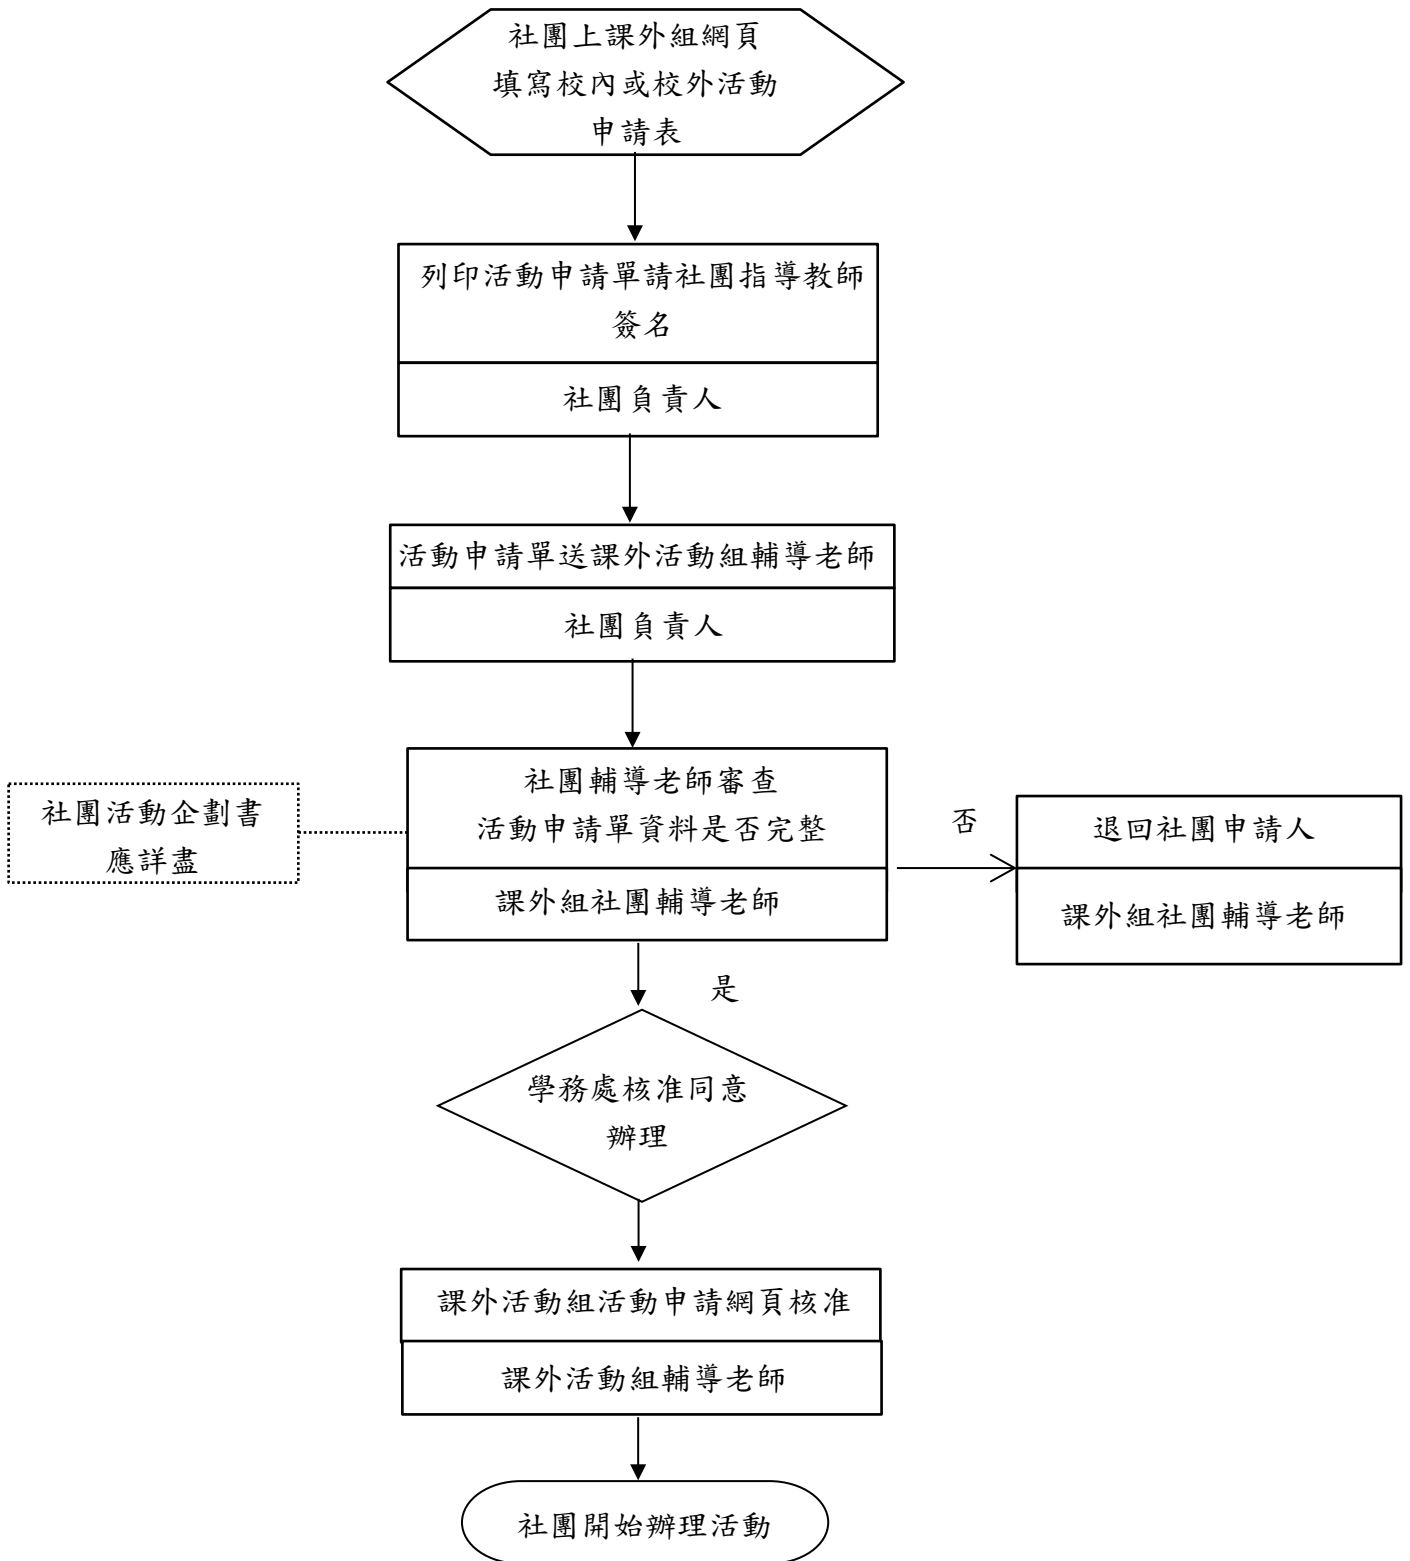 社團上課外組網頁
填寫校內或校外活動
申請表
列印活動申請單請社團指導教師
簽名
社團負責人
活動申請單送課外活動組輔導老師
社團負責人
社團活動企劃書
應詳盡
社團輔導老師審查
活動申請單資料是否完整
課外組社團輔導老師
否
退回社團申請人
課外組社團輔導老師
是
學務處核准同意
辦理
課外活動組活動申請網頁核准
課外活動組輔導老師
社團開始辦理活動